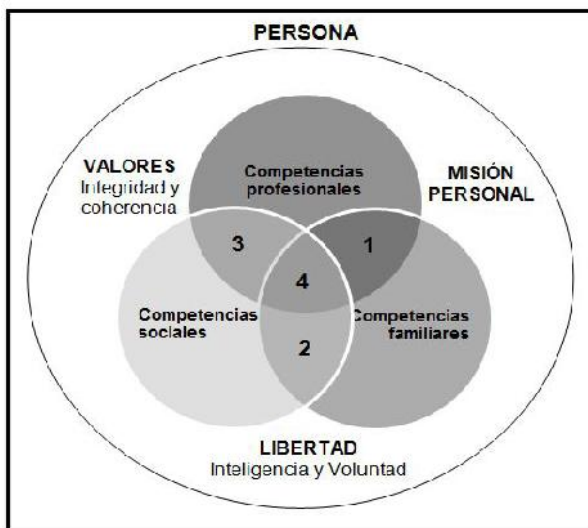 PERSONA
VALORES
Integridad y
coherencia
Competencias
profesionales
MISIÓN
PERSONAL
3
1
4
Competencias
sociales
Competencias
familiares
2
LIBERTAD
Inteligencia y Voluntad